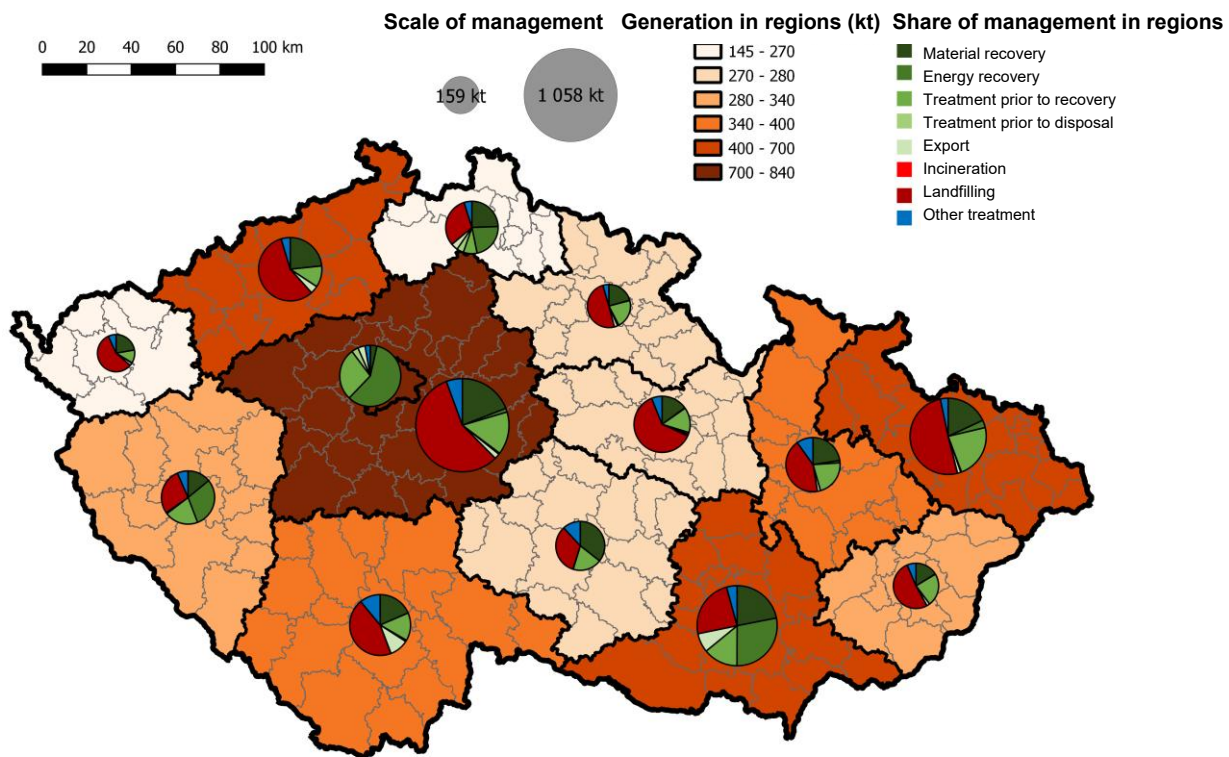 Scale of management
Generation in regions (kt)
Share of management in regions
0 20 40 60 80 100 km
159 kt
1 058 kt
145 - 270
270 - 280
280 - 340
340 - 400
400 - 700
700 - 840
Material recovery
Energy recovery
Treatment prior to recovery
Treatment prior to disposal
Export
Incineration
Landfilling
Other treatment